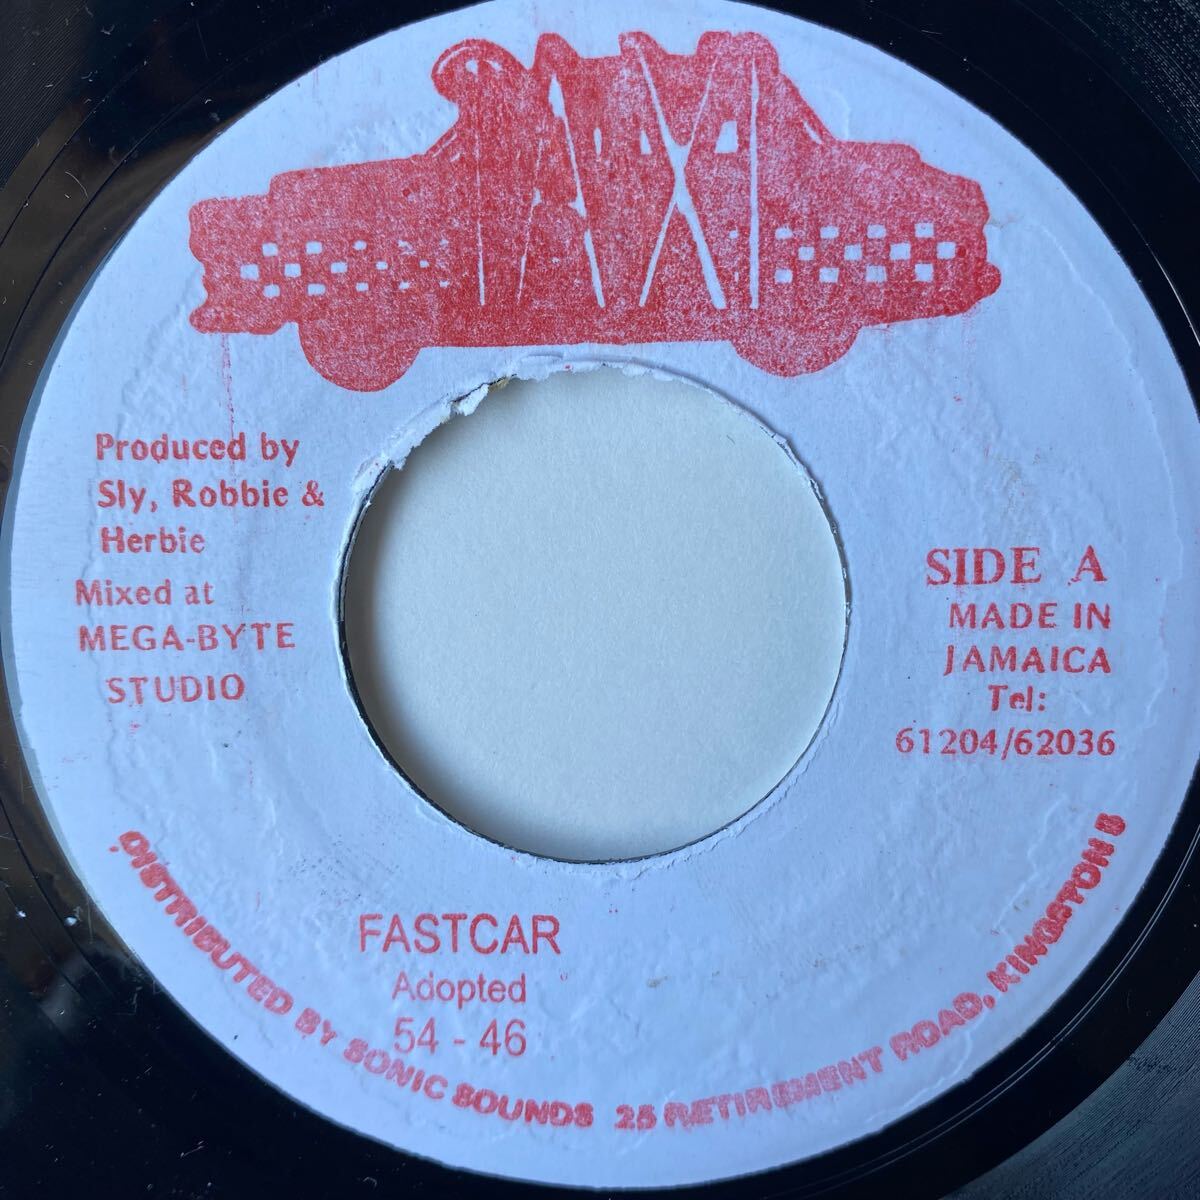 TAXI
Produced by
Sly, Robbie &
Herbie
Mixed at
MEGA-BYTE
STUDIO
SIDE A
MADE IN
JAMAICA
Tel:
61204/62036
FASTCAR
Adopted
54 - 46
DISTRIBUTED BY SONIC SOUNDS 25 RETIREMENT ROAD, KINGSTON 5